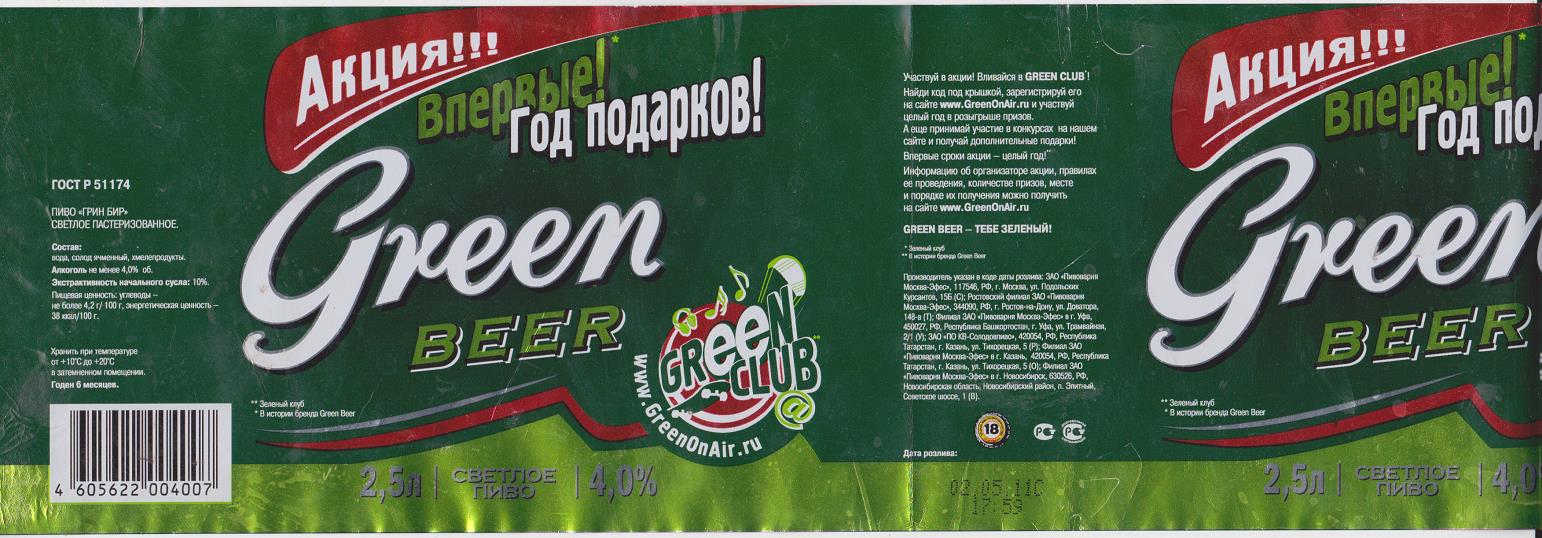 ГОСТ Р 51174
ПИВО «ГРИН БИР»
СВЕТЛОЕ ПАСТЕРИЗОВАННОЕ.
Состав:
вода, солод ячменный, хмелепродукты.
Алкоголь не менее 4,0% об.
Экстрактивность начального сусла: 10%.
Пищевая ценность: углеводы –
не более 4,2 г/ 100 г, энергетическая ценность –
38 ккал/100 г.
Хранить при температуре
от +10°С до +20°С
в затемненном помещении.
Годен 6 месяцев.
4 605622 004007
Акция!!!
Впервые!*
Год подарков!
Green
BEER
GREEN
CLUB**
@
www.GreenOnAir.ru
** Зеленый клуб
* В истории бренда Green Beer
2,5л | СВЕТЛОЕ | 4,0%
ПИВО
Участвуй в акции! Вливайся в GREEN CLUB*!
Найди код под крышкой, зарегистрируй его
на сайте www.GreenOnAir.ru и участвуй
целый год в розыгрыше призов.
А еще принимай участие в конкурсах на нашем
сайте и получай дополнительные подарки!
Впервые сроки акции – целый год!**
Информацию об организаторе акции, правилах
ее проведения, количестве призов, месте
и порядке их получения можно получить
на сайте www.GreenOnAir.ru
GREEN BEER – ТЕБЕ ЗЕЛЕНЫЙ!
* Зеленый клуб
** В истории бренда Green Beer
Производитель указан в коде даты розлива: ЗАО «Пивоварня
Москва-Эфес», 117546, РФ, г. Москва, ул. Подольских
Курсантов, 15Б (С); Ростовский филиал ЗАО «Пивоварня
Москва-Эфес», 344090, РФ, г. Ростов-на-Дону, ул. Доватора,
148-в (Т); Филиал ЗАО «Пивоварня Москва-Эфес» в г. Уфа,
450027, РФ, Республика Башкортостан, г. Уфа, ул. Трамвайная,
2/1 (У); ЗАО «ПО КВ-Солодовпиво», 420054, РФ, Республика
Татарстан, г. Казань, ул. Тихорецкая, 5 (Р); Филиал ЗАО
«Пивоварня Москва-Эфес» в г. Казань, 420054, РФ, Республика
Татарстан, г. Казань, ул. Тихорецкая, 5 (О); Филиал ЗАО
«Пивоварня Москва-Эфес» в г. Новосибирск, 630526, РФ,
Новосибирская область, Новосибирский район, п. Элитный,
Советское шоссе, 1 (В).
18
Дата розлива:
02.05.11С
17:59
Акция!!!
Впервые!*
Год по
Green
BEER
** Зеленый клуб
* В истории бренда Green Beer
2,5л | СВЕТЛОЕ | 4,0
ПИВО